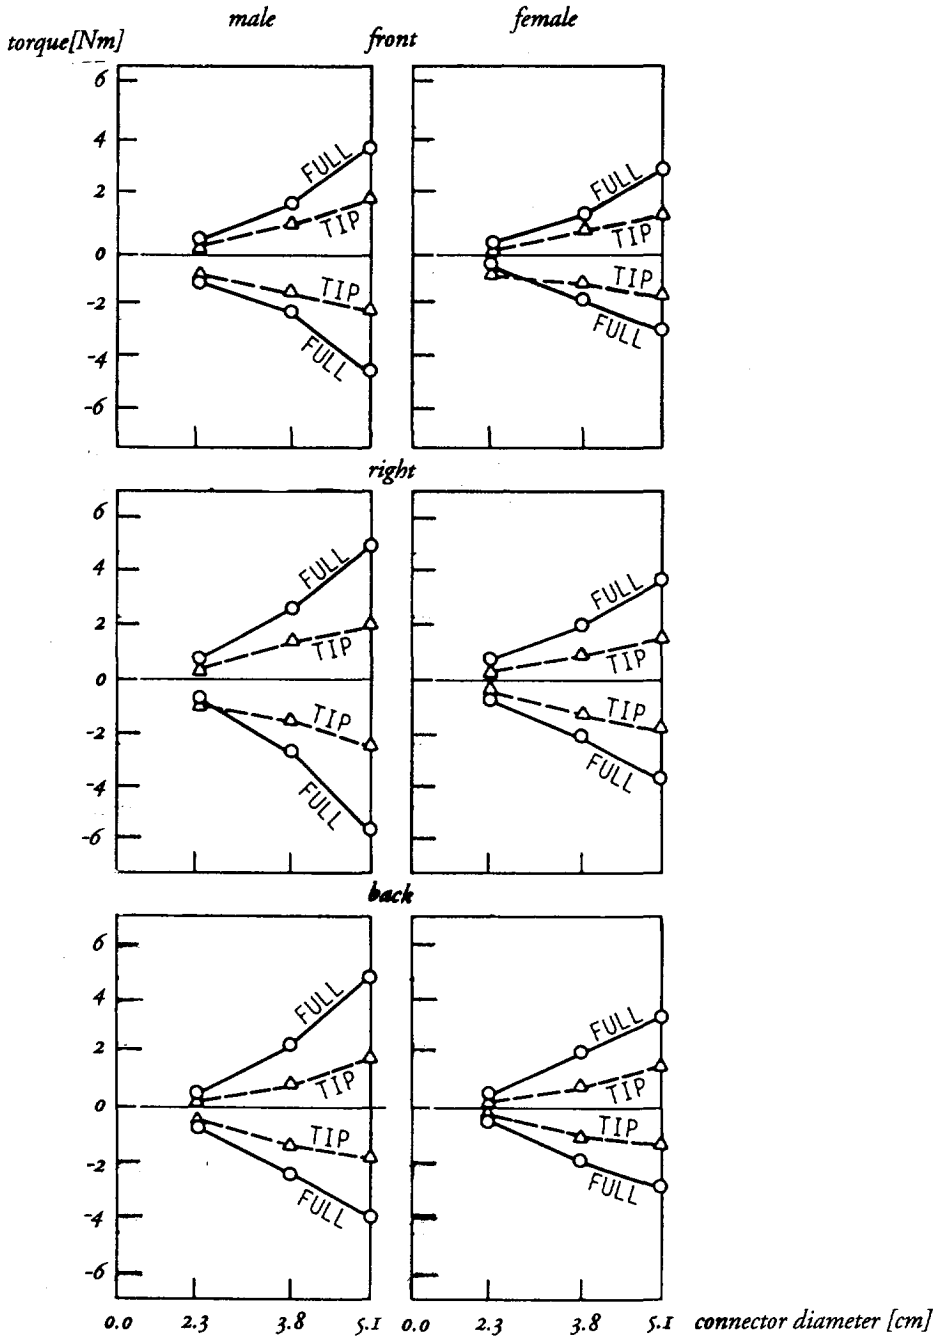 male female
torque[Nm] front
6
4 FULL FULL
2
TIP TIP
0
TIP TIP
-2
FULL FULL
-4
-6
right
6
4 FULL FULL
2
TIP TIP
0
TIP TIP
-2
FULL FULL
-4
-6
back
6
4 FULL FULL
2
TIP TIP
0
TIP TIP
-2
FULL FULL
-4
-6
0.0 2.3 3.8 5.1 0.0 2.3 3.8 5.1 connector diameter [cm]